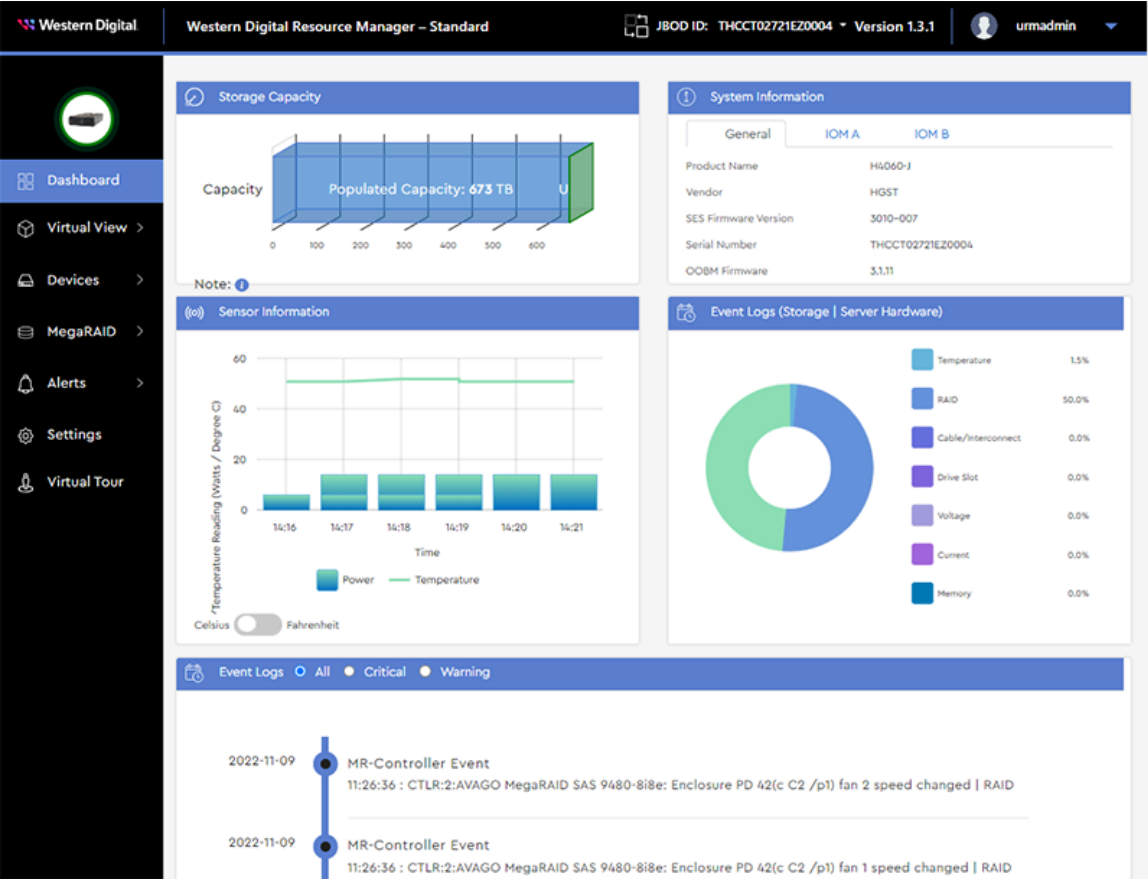 Western Digital.
Western Digital Resource Manager – Standard
JBOD ID: THCCT02721EZ0004 Version 1.3.1
urmadmin
Dashboard
Virtual View
Devices
MegaRAID
Alerts
Settings
Virtual Tour
Storage Capacity
Capacity
Populated Capacity: 673 TB U
0 100 200 300 400 500 600
Note:
System Information
General IOM A IOM B
Product Name H4060-J
Vendor HGST
SES Firmware Version 3010-007
Serial Number THCCT02721EZ0004
OOBM Firmware 3.1.11
Sensor Information
60
40
20
0
/Temperature Reading (Watts / Degree C)
14:16 14:17 14:18 14:19 14:20 14:21
Time
Power Temperature
Celsius Fahrenheit
Event Logs (Storage | Server Hardware)
Temperature 1.5%
RAID 50.0%
Cable/Interconnect 0.0%
Drive Slot 0.0%
Voltage 0.0%
Current 0.0%
Memory 0.0%
Event Logs All Critical Warning
2022-11-09 MR-Controller Event
11:26:36 : CTLR:2:AVAGO MegaRAID SAS 9480-8i8e: Enclosure PD 42(c C2 /p1) fan 2 speed changed | RAID
2022-11-09 MR-Controller Event
11:26:36 : CTLR:2:AVAGO MegaRAID SAS 9480-8i8e: Enclosure PD 42(c C2 /p1) fan 1 speed changed | RAID